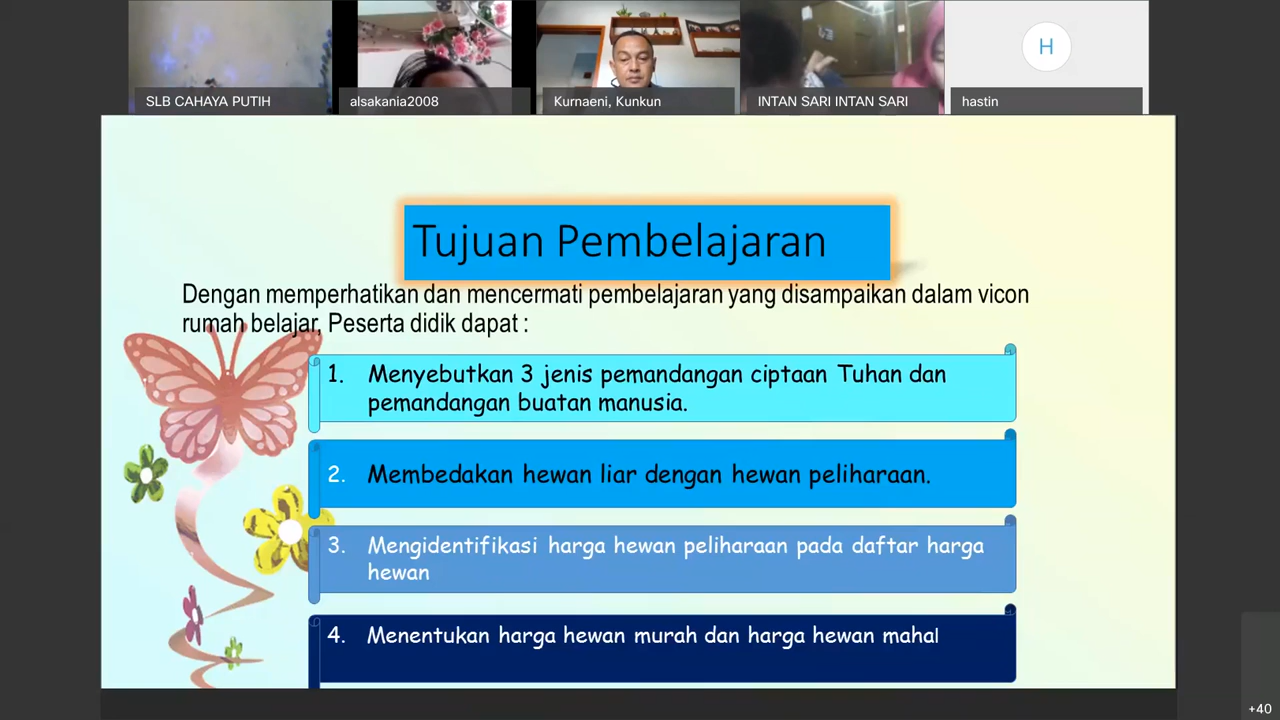 SLB CAHAYA PUTIH
alsakania2008
Kurnaeni, Kunkun
INTAN SARI INTAN SARI
H
hastin
Tujuan Pembelajaran
Dengan memperhatikan dan mencermati pembelajaran yang disampaikan dalam vicon
rumah belajar, Peserta didik dapat :
1. Menyebutkan 3 jenis pemandangan ciptaan Tuhan dan
pemandangan buatan manusia.
2. Membedakan hewan liar dengan hewan peliharaan.
3. Mengidentifikasi harga hewan peliharaan pada daftar harga
hewan
4. Menentukan harga hewan murah dan harga hewan mahal
+40